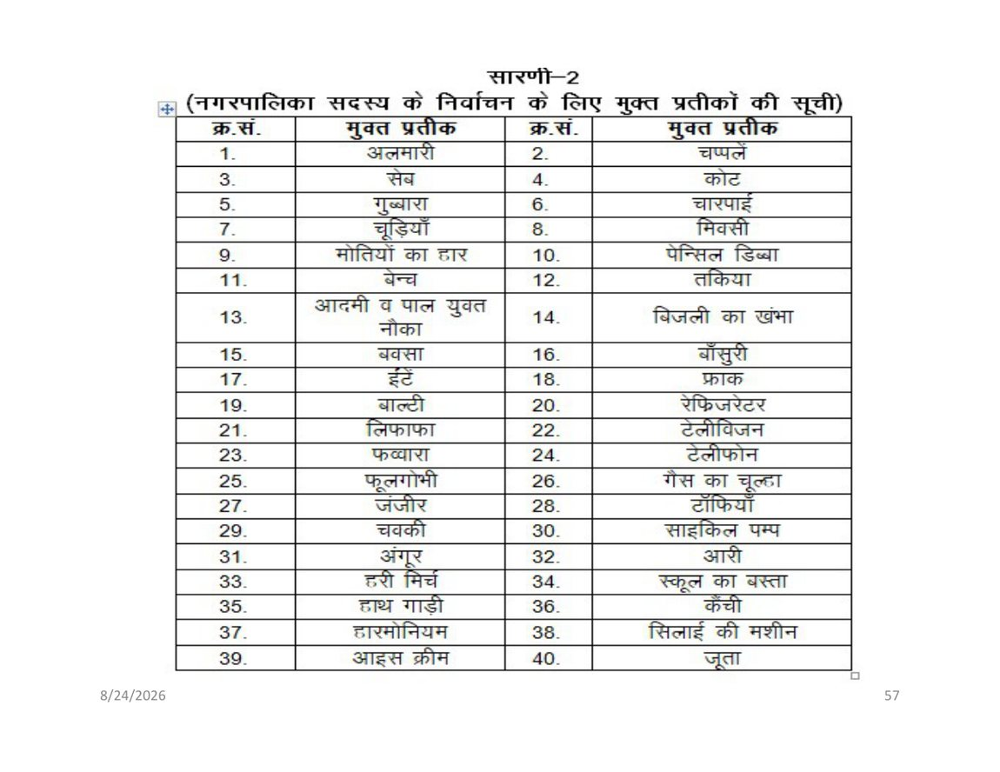 सारणी–2
(नगरपालिका सदस्य के निर्वाचन के लिए मुक्त प्रतीकों की सूची)
क्र.सं. मुक्त प्रतीक क्र.सं. मुक्त प्रतीक
1. अलमारी 2. चप्पलें
3. सेब 4. कोट
5. गुब्बारा 6. चारपाई
7. चूड़ियाँ 8. मिक्सी
9. मोतियों का हार 10. पेन्सिल डिब्बा
11. बेन्च 12. तकिया
13. आदमी व पाल युक्त
नौका 14. बिजली का खंभा
15. बक्सा 16. बाँसुरी
17. ईंटें 18. फ्राक
19. बाल्टी 20. रेफ्रिजरेटर
21. लिफाफा 22. टेलीविजन
23. फव्वारा 24. टेलीफोन
25. फूलगोभी 26. गैस का चूल्हा
27. जंजीर 28. टॉफियाँ
29. चक्की 30. साइकिल पम्प
31. अंगूर 32. आरी
33. हरी मिर्च 34. स्कूल का बस्ता
35. हाथ गाड़ी 36. कैंची
37. हारमोनियम 38. सिलाई की मशीन
39. आइस क्रीम 40. जूता
8/24/2026 57